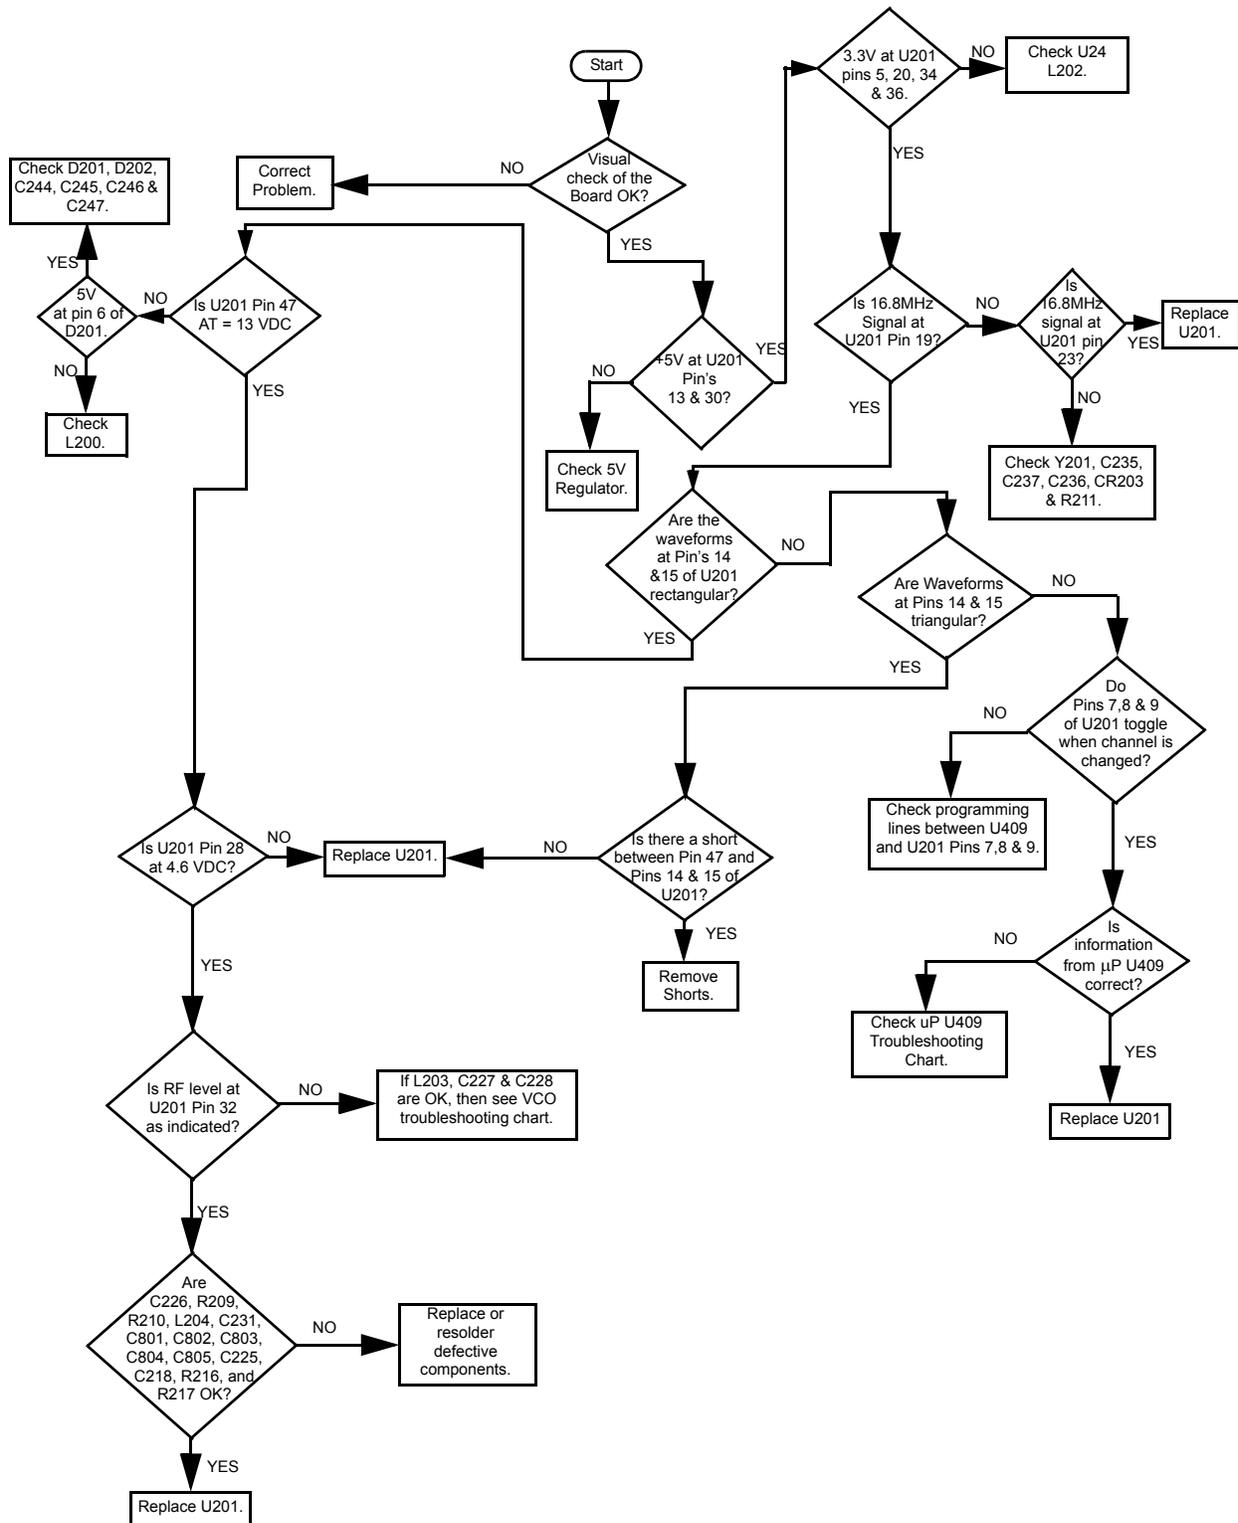 Start
3.3V at U201
pins 5, 20, 34
& 36.
NO
Check U24
L202.
YES
Visual
check of the
Board OK?
NO
Correct
Problem.
YES
Check D201, D202,
C244, C245, C246 &
C247.
YES
5V
at pin 6 of
D201.
NO
Is U201 Pin 47
AT = 13 VDC
NO
Check
L200.
YES
+5V at U201
Pin's
13 & 30?
YES
NO
Check 5V
Regulator.
Is 16.8MHz
Signal at
U201 Pin 19?
NO
Is
16.8MHz
signal at
U201 pin
23?
YES
Replace
U201.
NO
Check Y201, C235,
C237, C236, CR203
& R211.
YES
Are the
waveforms
at Pin's 14
&15 of U201
rectangular?
NO
YES
Are Waveforms
at Pins 14 & 15
triangular?
NO
YES
Do
Pins 7,8 & 9
of U201 toggle
when channel is
changed?
NO
Check programming
lines between U409
and U201 Pins 7,8 & 9.
YES
Is U201 Pin 28
at 4.6 VDC?
NO
Replace U201.
NO
Is there a short
between Pin 47 and
Pins 14 & 15 of
U201?
YES
Remove
Shorts.
YES
Is
information
from μP U409
correct?
NO
Check uP U409
Troubleshooting
Chart.
YES
Replace U201
Is RF level at
U201 Pin 32
as indicated?
NO
If L203, C227 & C228
are OK, then see VCO
troubleshooting chart.
YES
Are
C226, R209,
R210, L204, C231,
C801, C802, C803,
C804, C805, C225,
C218, R216, and
R217 OK?
NO
Replace or
resolder
defective
components.
YES
Replace U201.